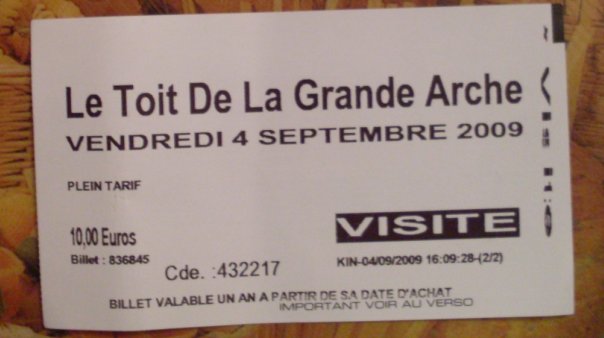 Le Toit De La Grande Arche
VENDREDI 4 SEPTEMBRE 2009
PLEIN TARIF
10,00 Euros
VISITE
Billet : 836845
KIN-04/09/2009 16:09:28-(2/2)
Cde. :432217
BILLET VALABLE UN AN A PARTIR DE SA DATE D'ACHAT
IMPORTANT VOIR AU VERSO